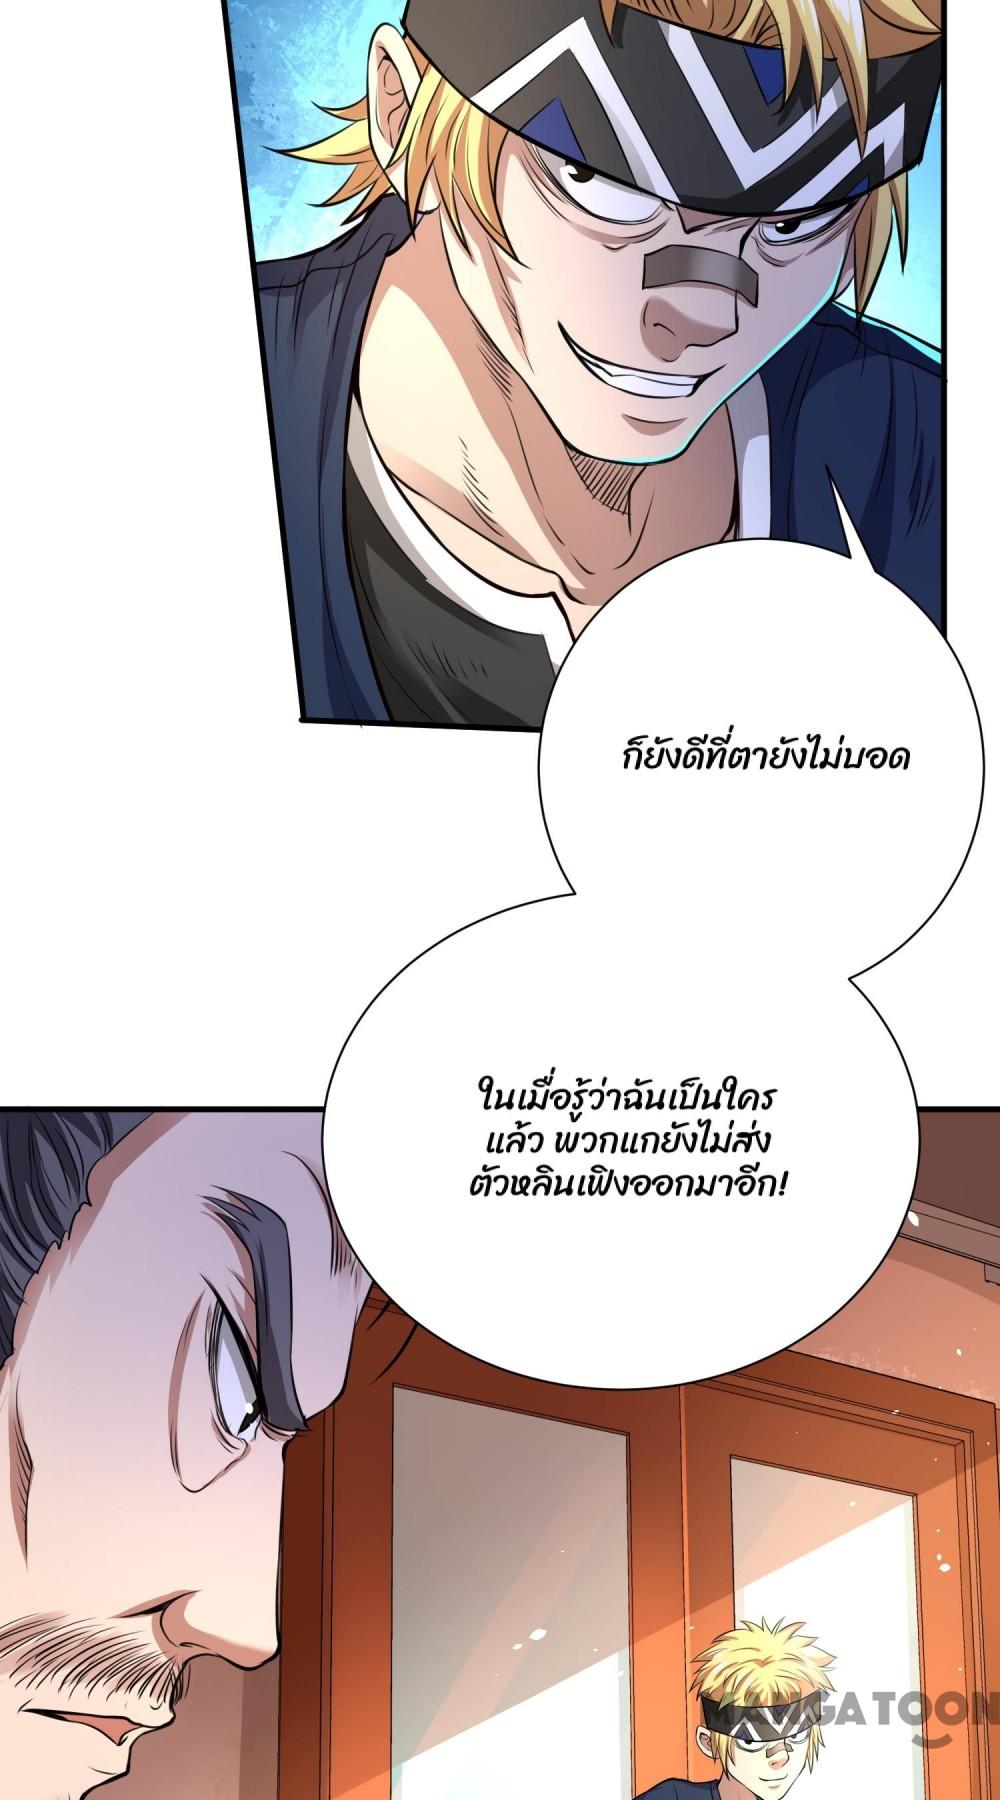 ก็ยังดีที่ตายังไม่บอด
ในเมื่อรู้ว่าฉันเป็นใคร
แล้ว พวกแกยังไม่ส่ง
ตัวหลินเฟิงออกมาอีก!
MANGATOON